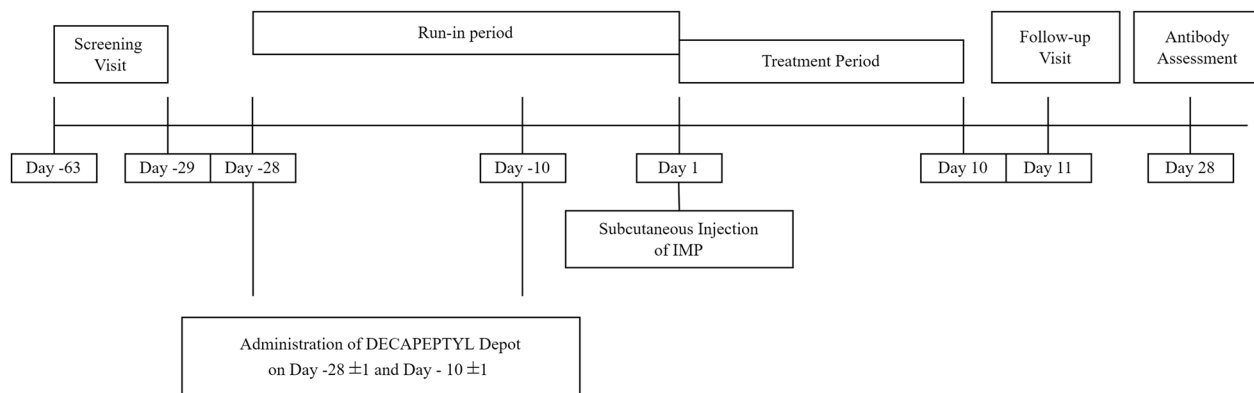 Screening
Visit
Run-in period
Treatment Period
Follow-up
Visit
Antibody
Assessment
Day -63
Day -29
Day -28
Day -10
Day 1
Day 10
Day 11
Day 28
Subcutaneous Injection
of IMP
Administration of DECAPEPTYL Depot
on Day -28 ±1 and Day - 10 ±1